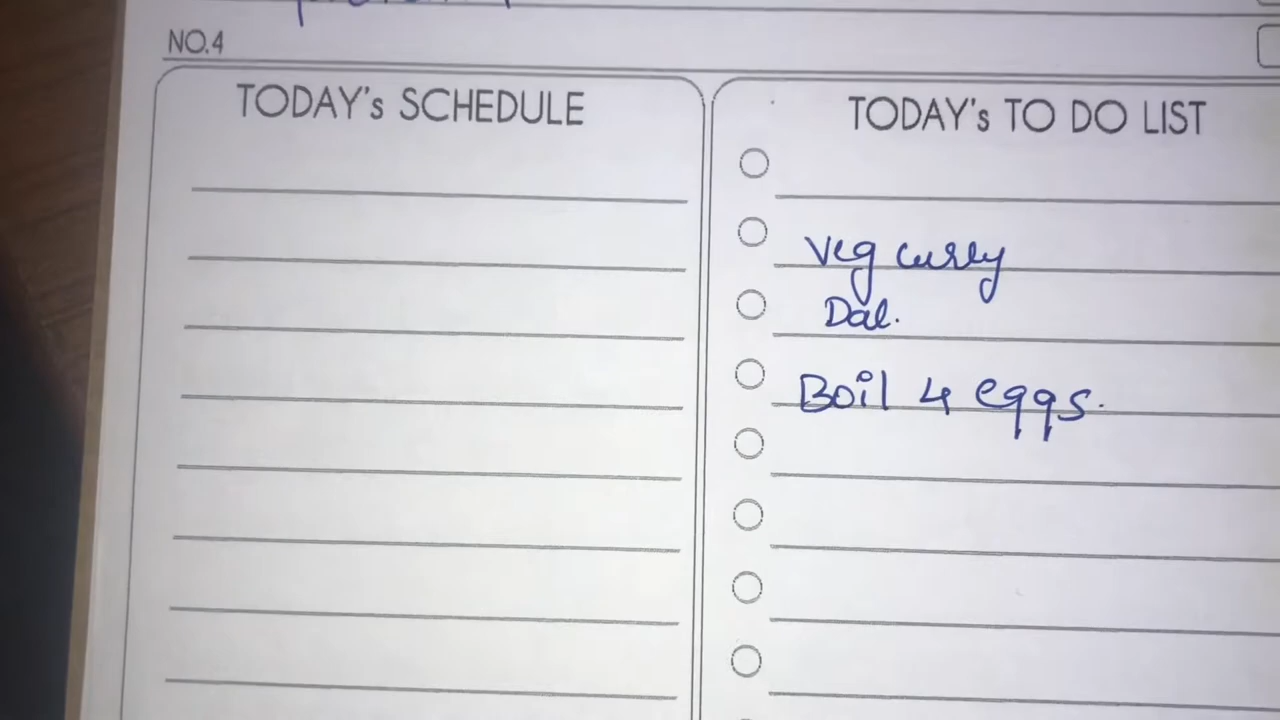 NO.4
TODAY's SCHEDULE
TODAY's TO DO LIST
Veg curry
Dal.
Boil 4 eggs.